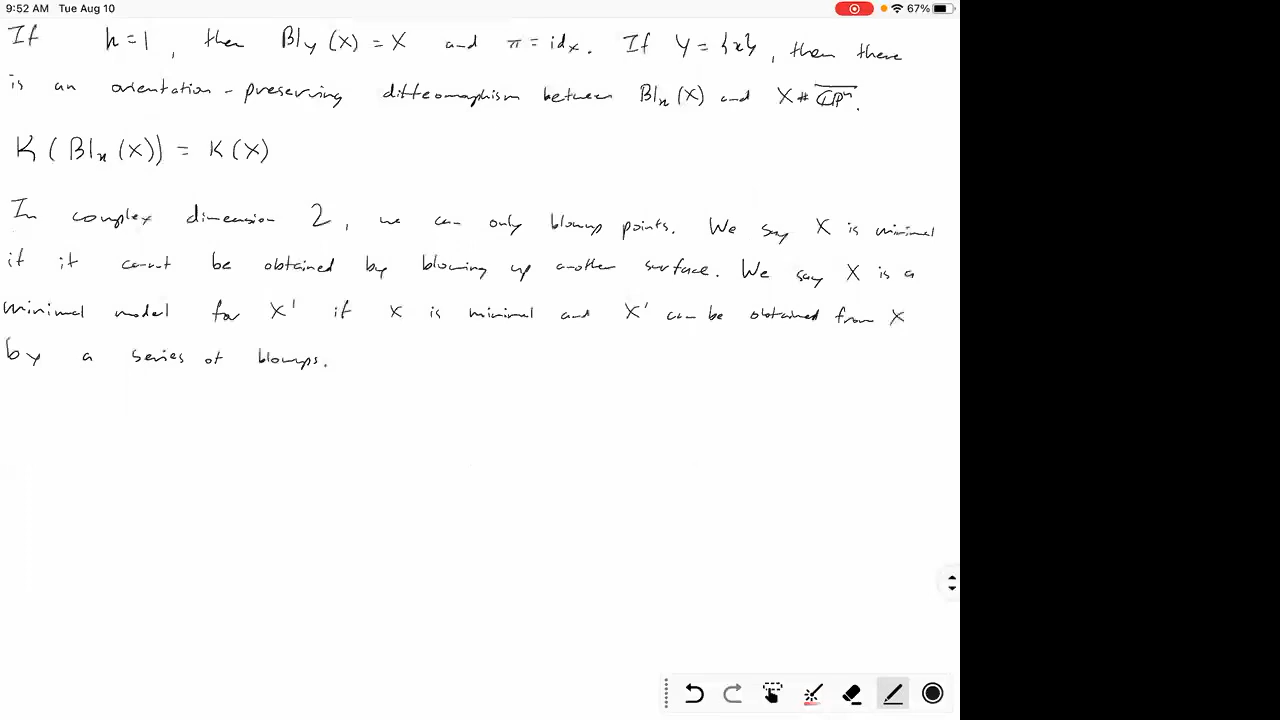 9:52 AM Tue Aug 10 67%
If k=1, then Bl_Y(X) = X and π = id_X. If Y = {x}, then there
is an orientation-preserving diffeomorphism between Bl_x(X) and X # \overline{ℂP^n}.
K(Bl_x(X)) = K(X)
In complex dimension 2, we can only blowup points. We say X is minimal
if it cannot be obtained by blowing up another surface. We say X is a
minimal model for X' if X is minimal and X' can be obtained from X
by a series of blowups.